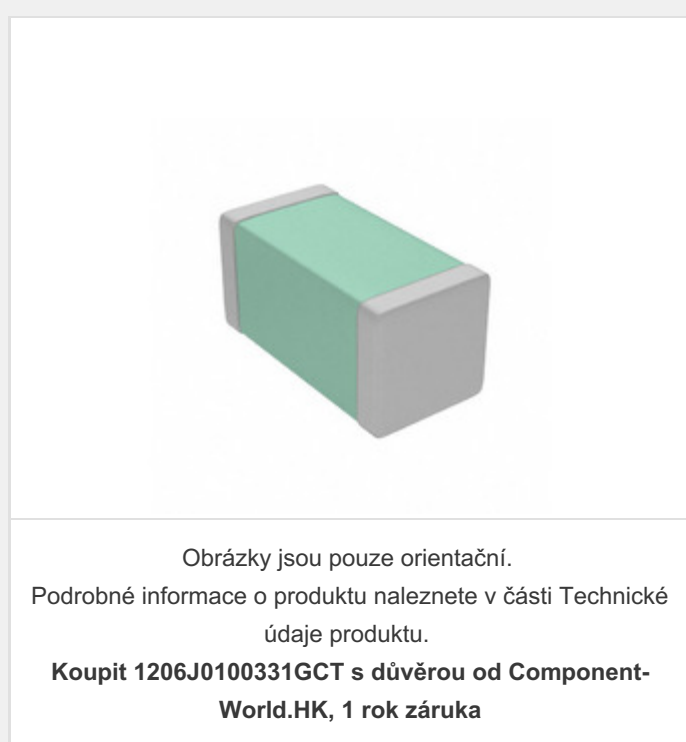 Obrázky jsou pouze orientační.
Podrobné informace o produktu naleznete v části Technické
údaje produktu.
Koupit 1206J0100331GCT s důvěrou od Component-
World.HK, 1 rok záruka